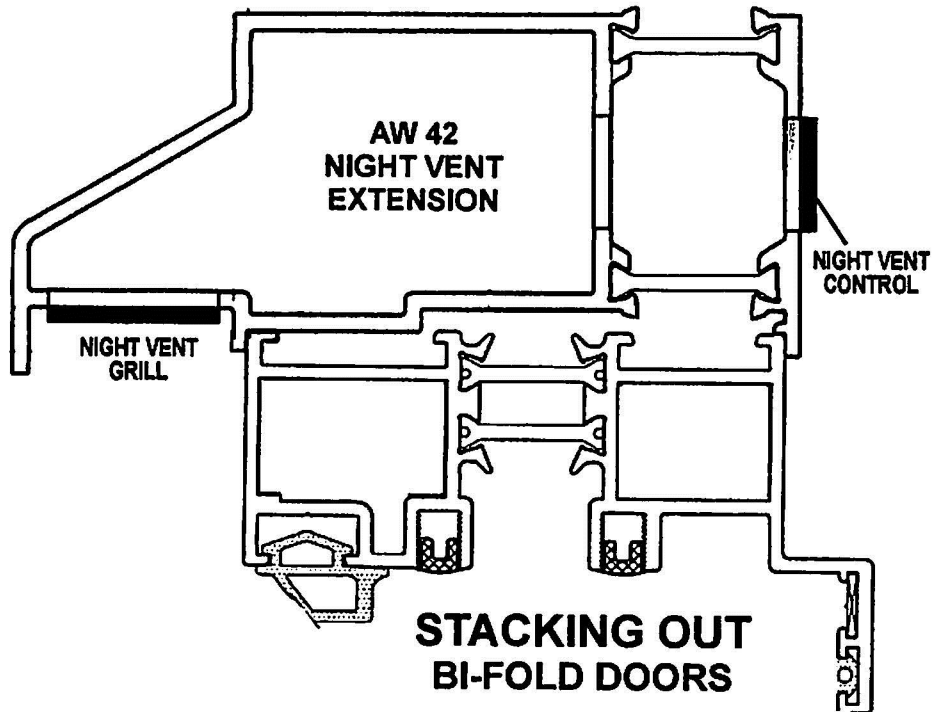 AW 42
NIGHT VENT
EXTENSION
NIGHT VENT
CONTROL
NIGHT VENT
GRILL
STACKING OUT
BI-FOLD DOORS